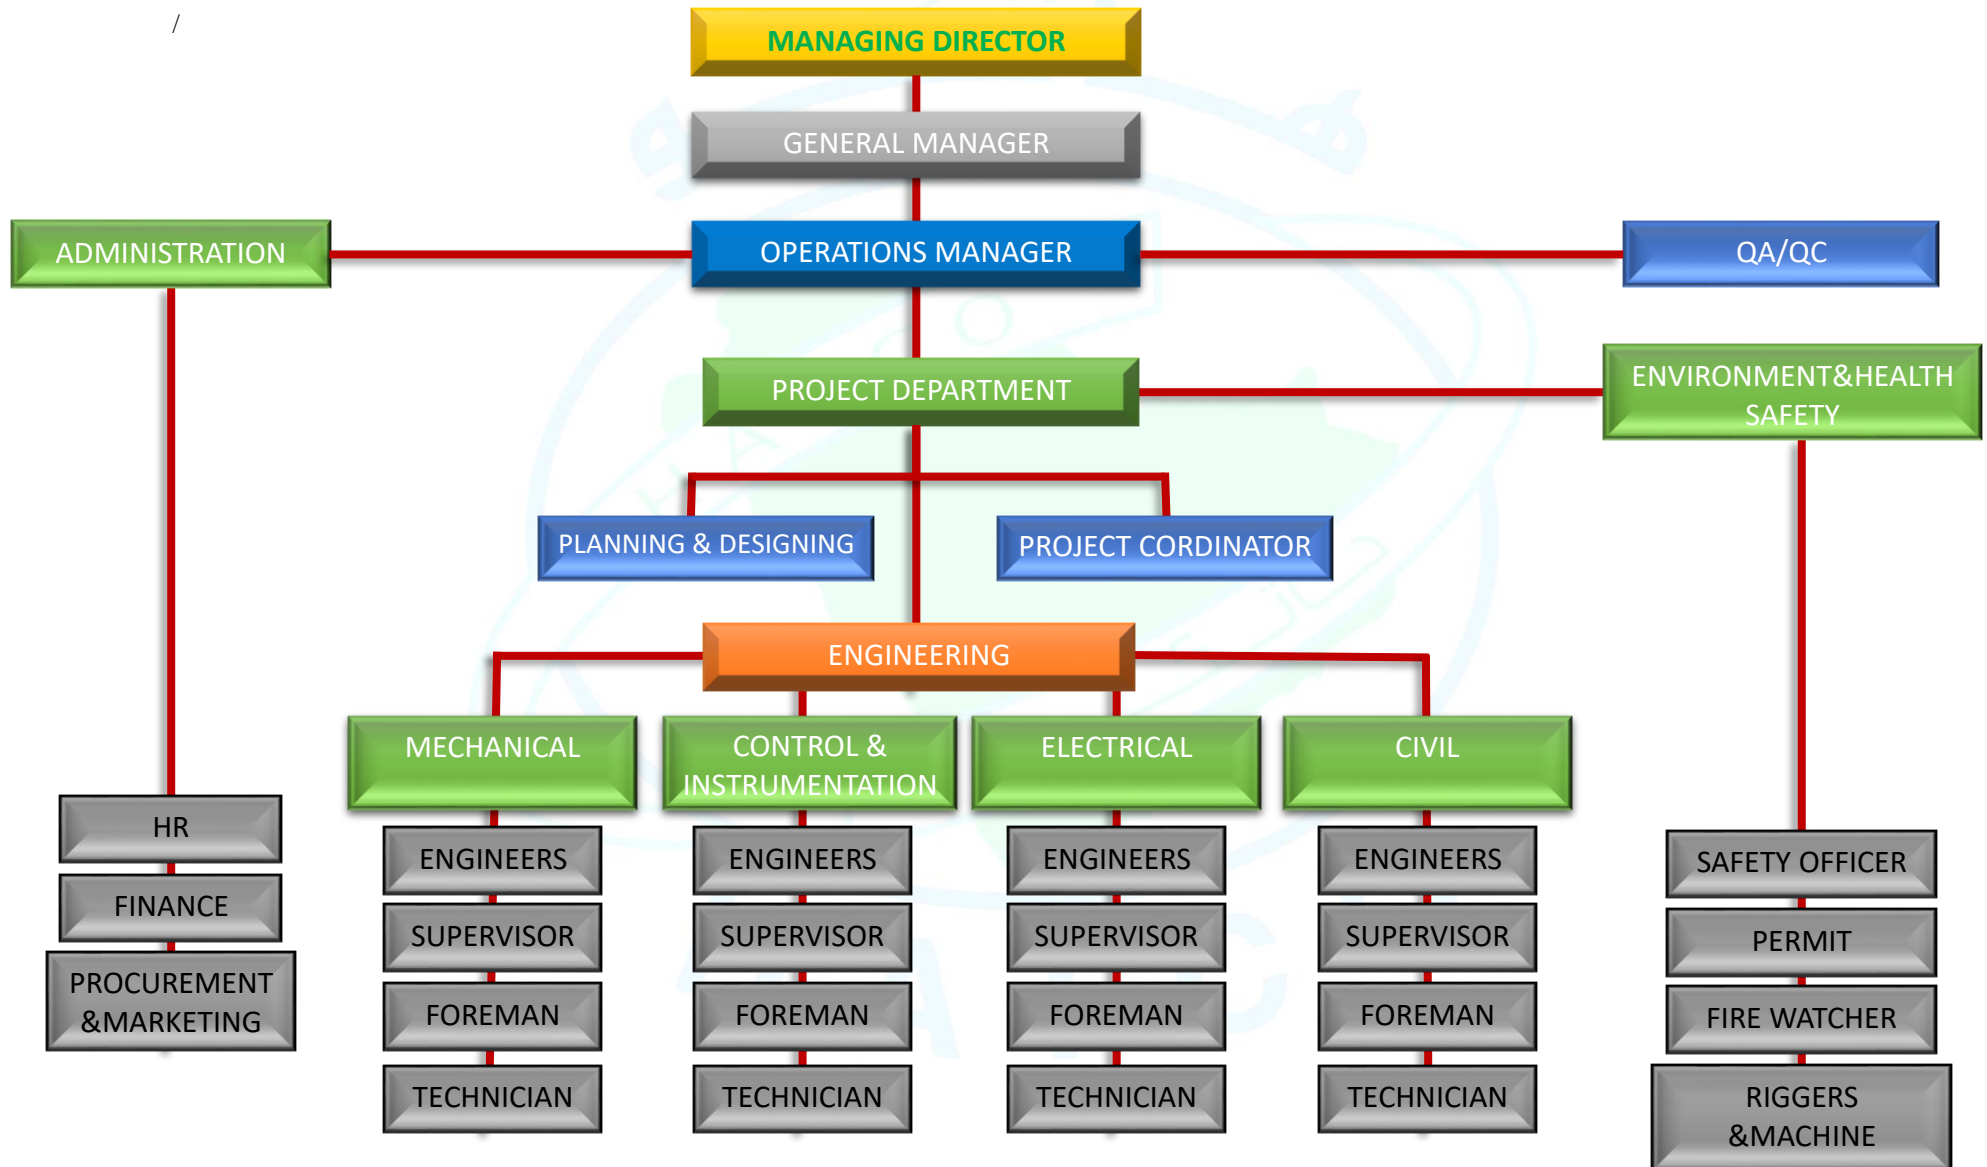 /
MANAGING DIRECTOR
GENERAL MANAGER
ADMINISTRATION
OPERATIONS MANAGER
QA/QC
PROJECT DEPARTMENT
ENVIRONMENT&HEALTH
SAFETY
PLANNING & DESIGNING
PROJECT CORDINATOR
ENGINEERING
MECHANICAL
CONTROL &
INSTRUMENTATION
ELECTRICAL
CIVIL
HR
FINANCE
PROCUREMENT
&MARKETING
ENGINEERS
SUPERVISOR
FOREMAN
TECHNICIAN
ENGINEERS
SUPERVISOR
FOREMAN
TECHNICIAN
ENGINEERS
SUPERVISOR
FOREMAN
TECHNICIAN
ENGINEERS
SUPERVISOR
FOREMAN
TECHNICIAN
SAFETY OFFICER
PERMIT
FIRE WATCHER
RIGGERS
&MACHINE